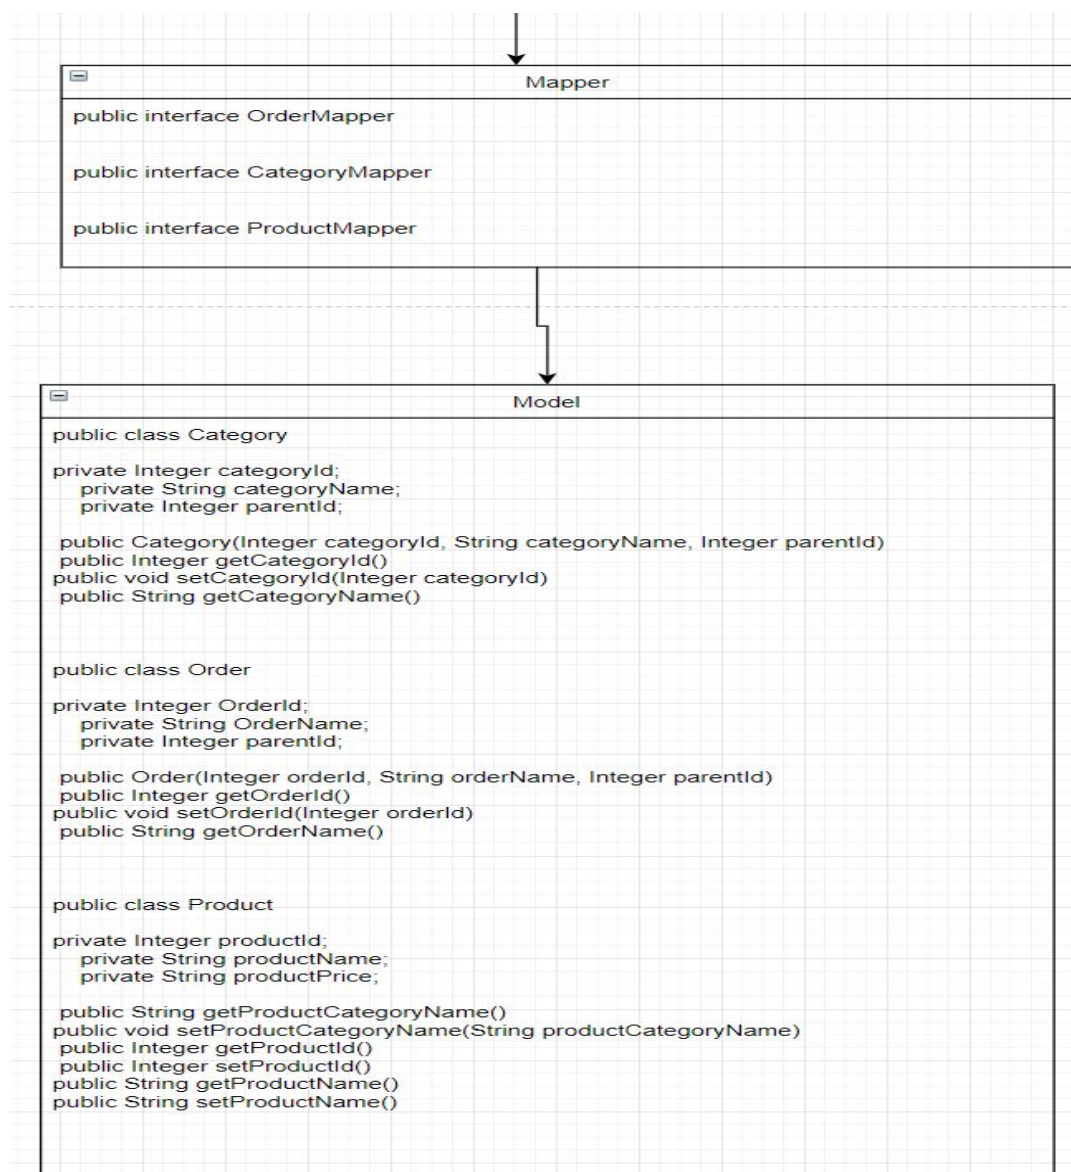 Mapper
public interface OrderMapper
public interface CategoryMapper
public interface ProductMapper
Model
public class Category
private Integer categoryId;
private String categoryName;
private Integer parentId;
public Category(Integer categoryId, String categoryName, Integer parentId)
public Integer getCategoryId()
public void setCategoryId(Integer categoryId)
public String getCategoryName()
public class Order
private Integer OrderId;
private String OrderName;
private Integer parentId;
public Order(Integer orderId, String orderName, Integer parentId)
public Integer getOrderId()
public void setOrderId(Integer orderId)
public String getOrderName()
public class Product
private Integer productId;
private String productName;
private String productPrice;
public String getProductCategoryName()
public void setProductCategoryName(String productCategoryName)
public Integer getProductId()
public Integer setProductId()
public String getProductName()
public String setProductName()